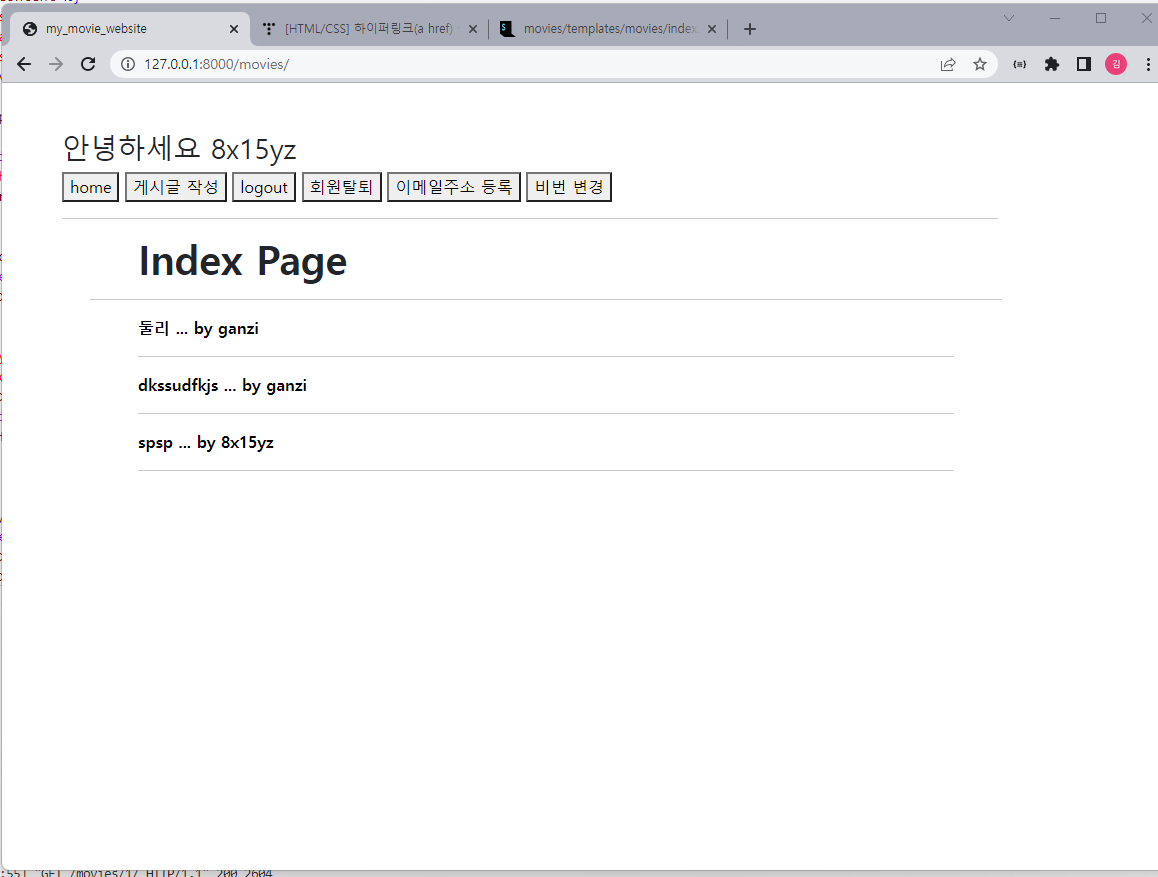 my_movie_website
[HTML/CSS] 하이퍼링크(a href)
movies/templates/movies/index.
127.0.0.1:8000/movies/
김
안녕하세요 8x15yz
home 게시글 작성 logout 회원탈퇴 이메일주소 등록 비번 변경
Index Page
둘리 ... by ganzi
dkssudfkjs ... by ganzi
spsp ... by 8x15yz
:55] "GET /movies/1/ HTTP/1.1" 200 2604